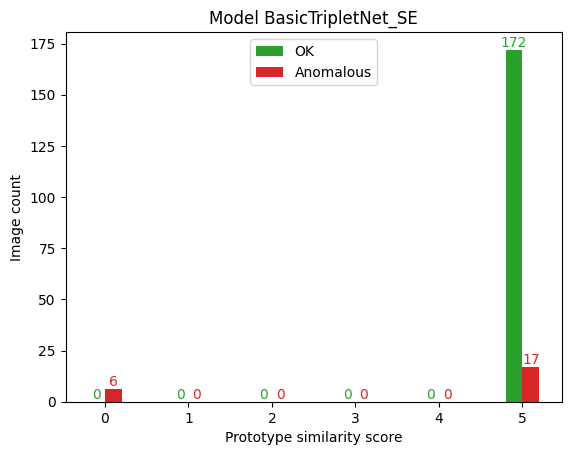 Model BasicTripletNet_SE
OK
Anomalous
Image count
175
150
125
100
75
50
25
0
0 6 0 0 0 0 0 0 0 0 172 17
0 1 2 3 4 5
Prototype similarity score